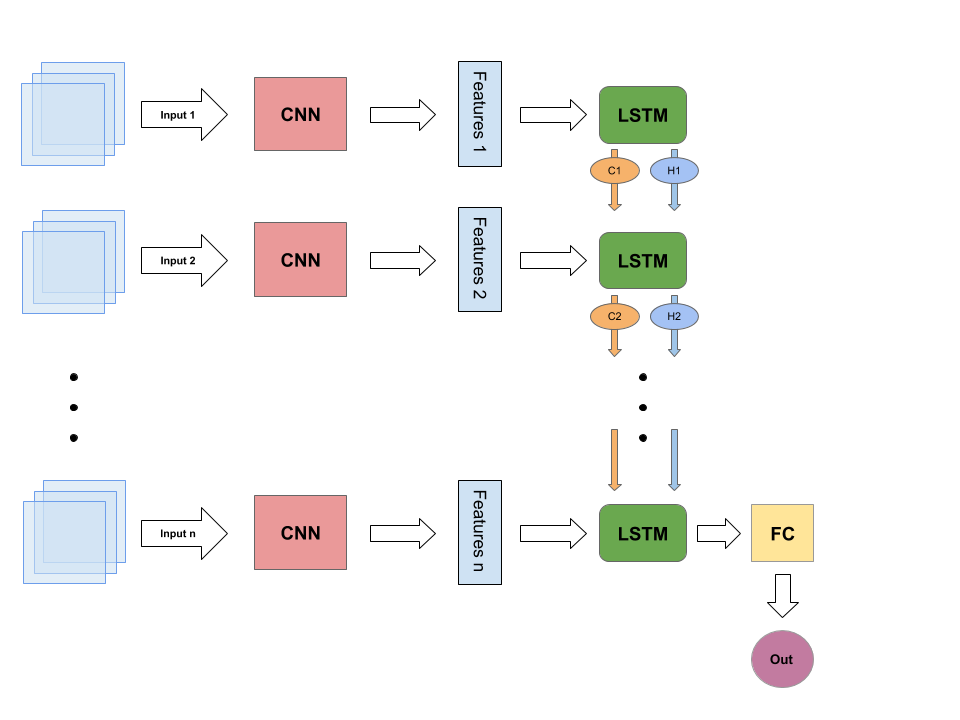 Input 1
CNN
Features 1
LSTM
C1
H1
Input 2
CNN
Features 2
LSTM
C2
H2
Input n
CNN
Features n
LSTM
FC
Out